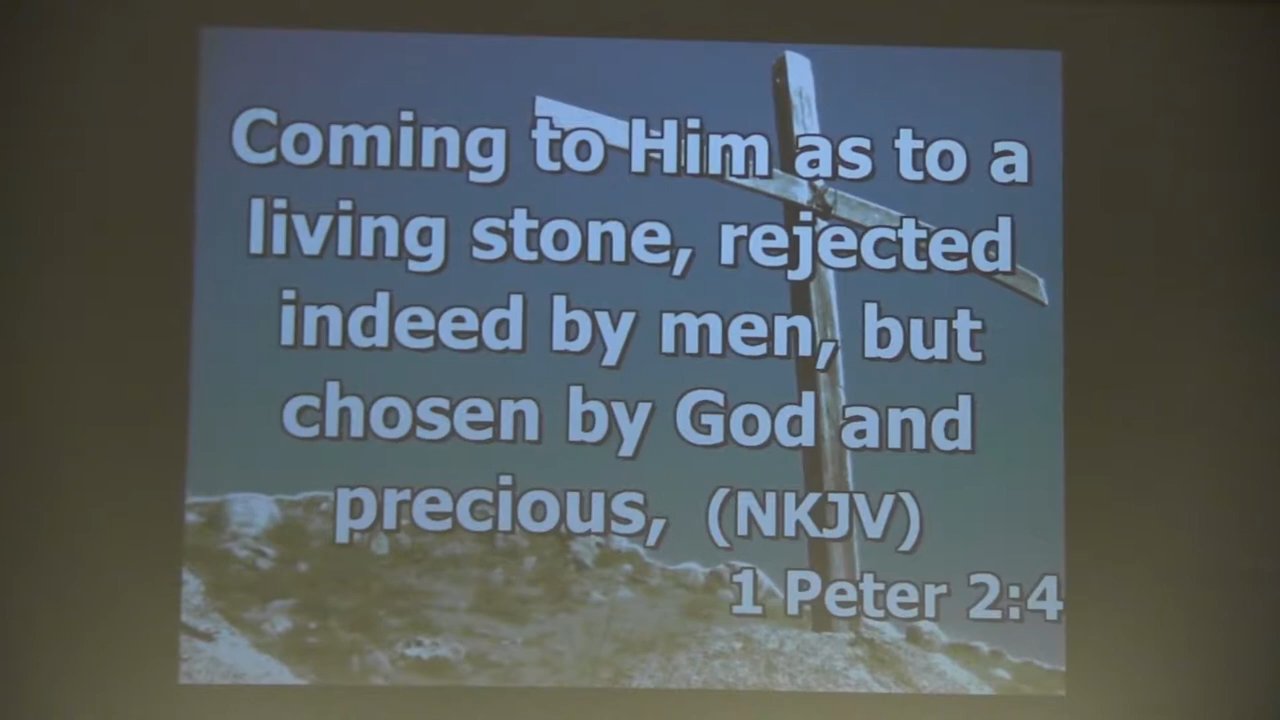 Coming to Him as to a
living stone, rejected
indeed by men, but
chosen by God and
precious, (NKJV)
1 Peter 2:4